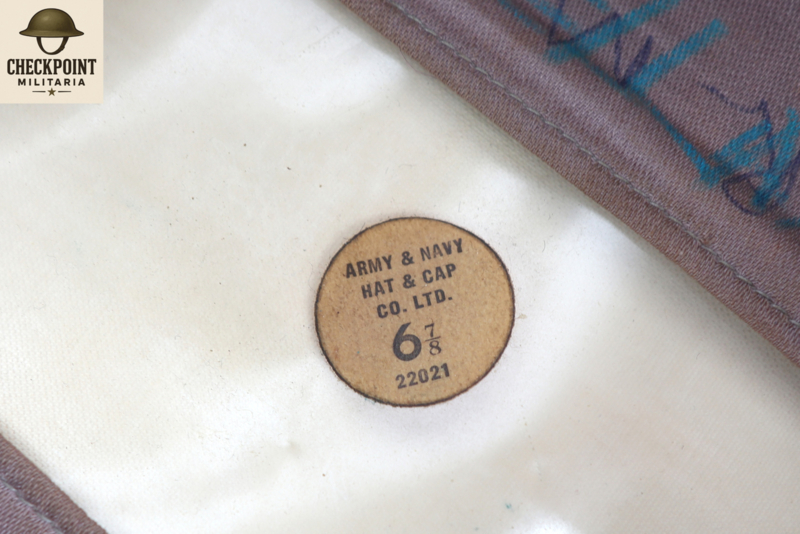 CHECKPOINT
MILITARIA
ARMY & NAVY
HAT & CAP
CO. LTD.
6 7/8
22021